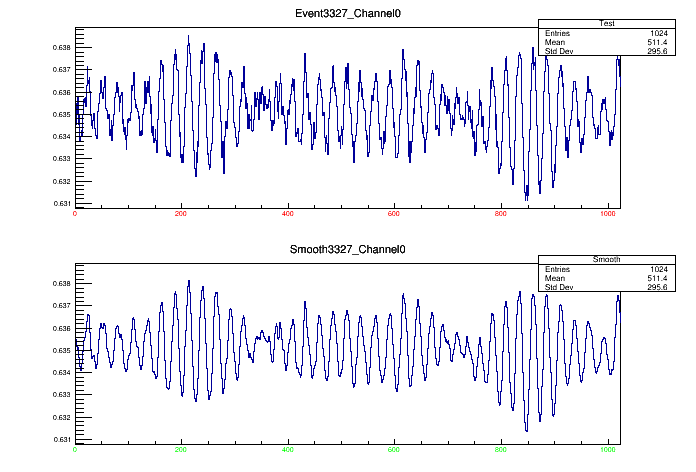 Event3327_Channel0
Test
Entries 1024
Mean 511.4
Std Dev 295.6
0.638
0.637
0.636
0.635
0.634
0.633
0.632
0.631
0 200 400 600 800 1000
Smooth3327_Channel0
Smooth
Entries 1024
Mean 511.4
Std Dev 295.6
0.638
0.637
0.636
0.635
0.634
0.633
0.632
0.631
0 200 400 600 800 1000